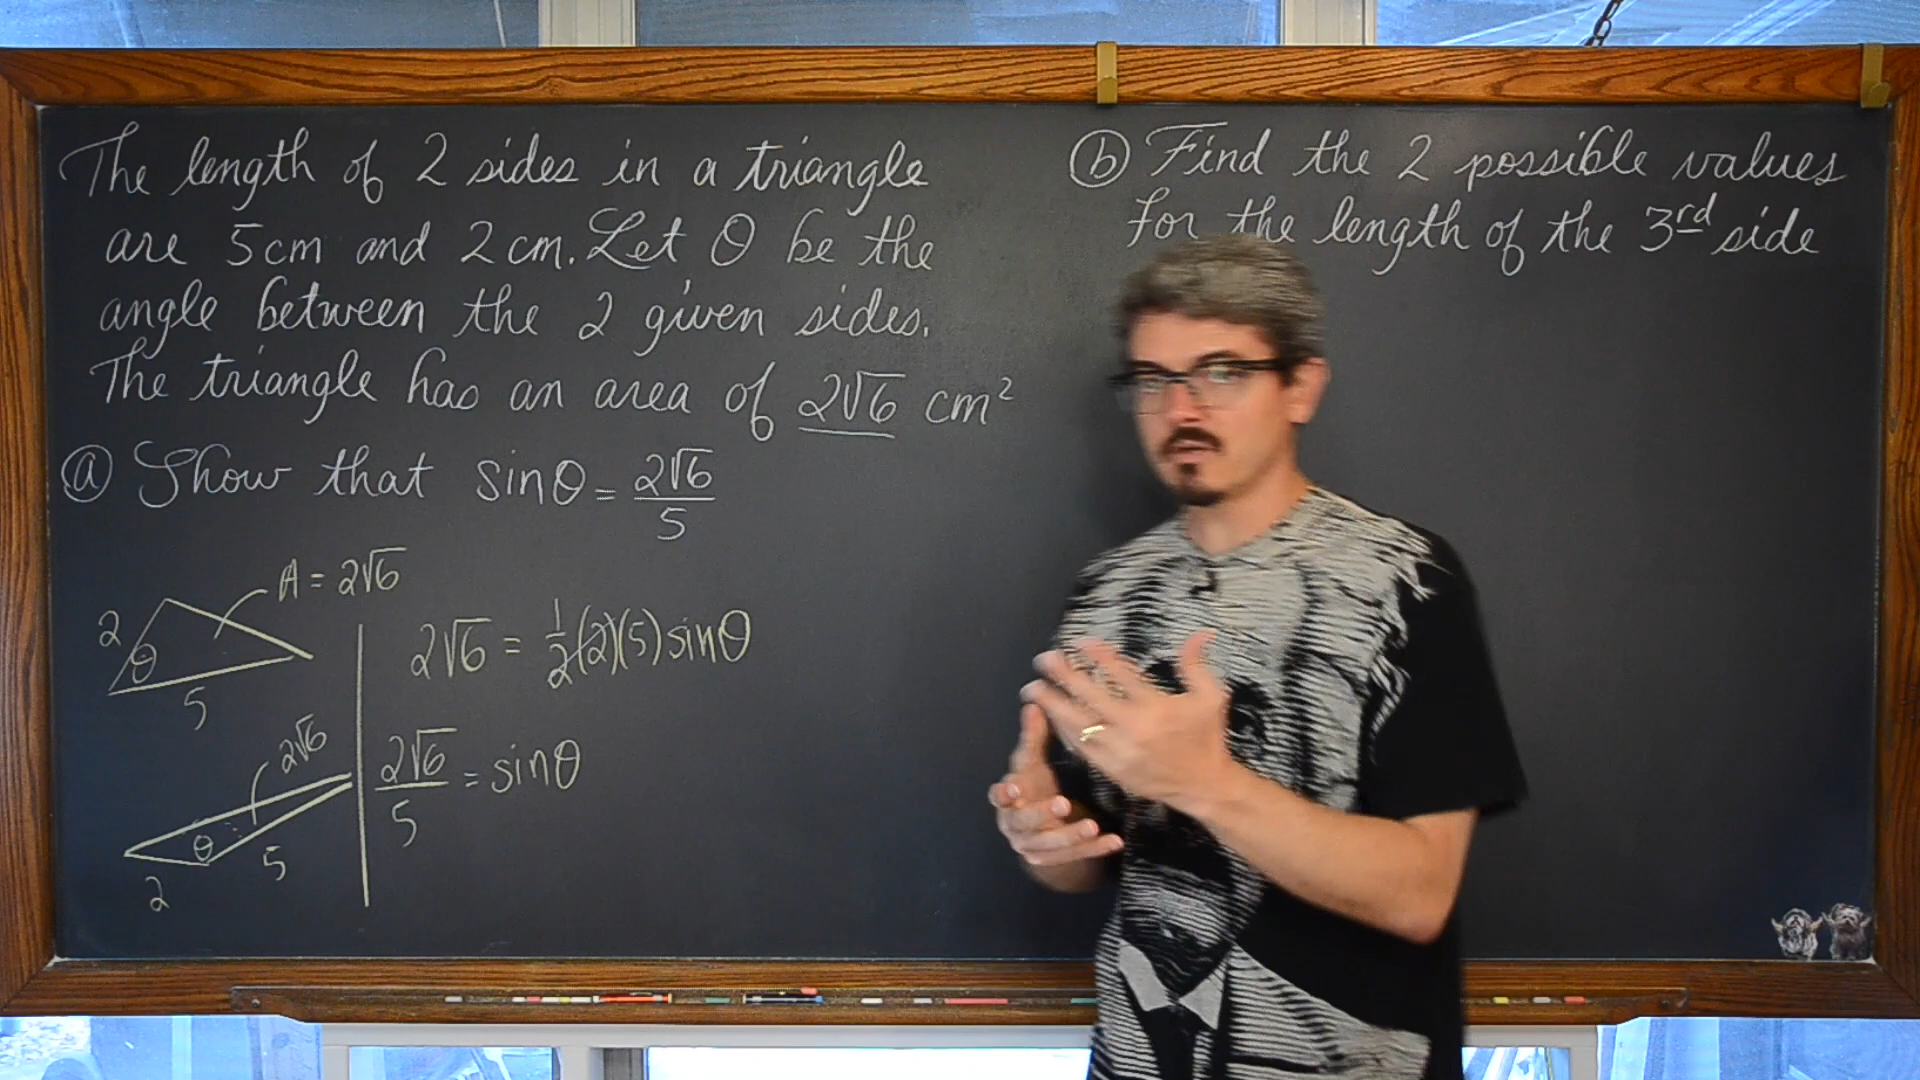 The length of 2 sides in a triangle
are 5cm and 2cm. Let θ be the
angle between the 2 given sides.
The triangle has an area of 2√6 cm²
ⓐ Show that sinθ = 2√6/5
A = 2√6
2
θ
5
2√6
θ
5
2
2√6 = 1/2(2)(5)sinθ
2√6/5 = sinθ
ⓑ Find the 2 possible values
for the length of the 3rd side